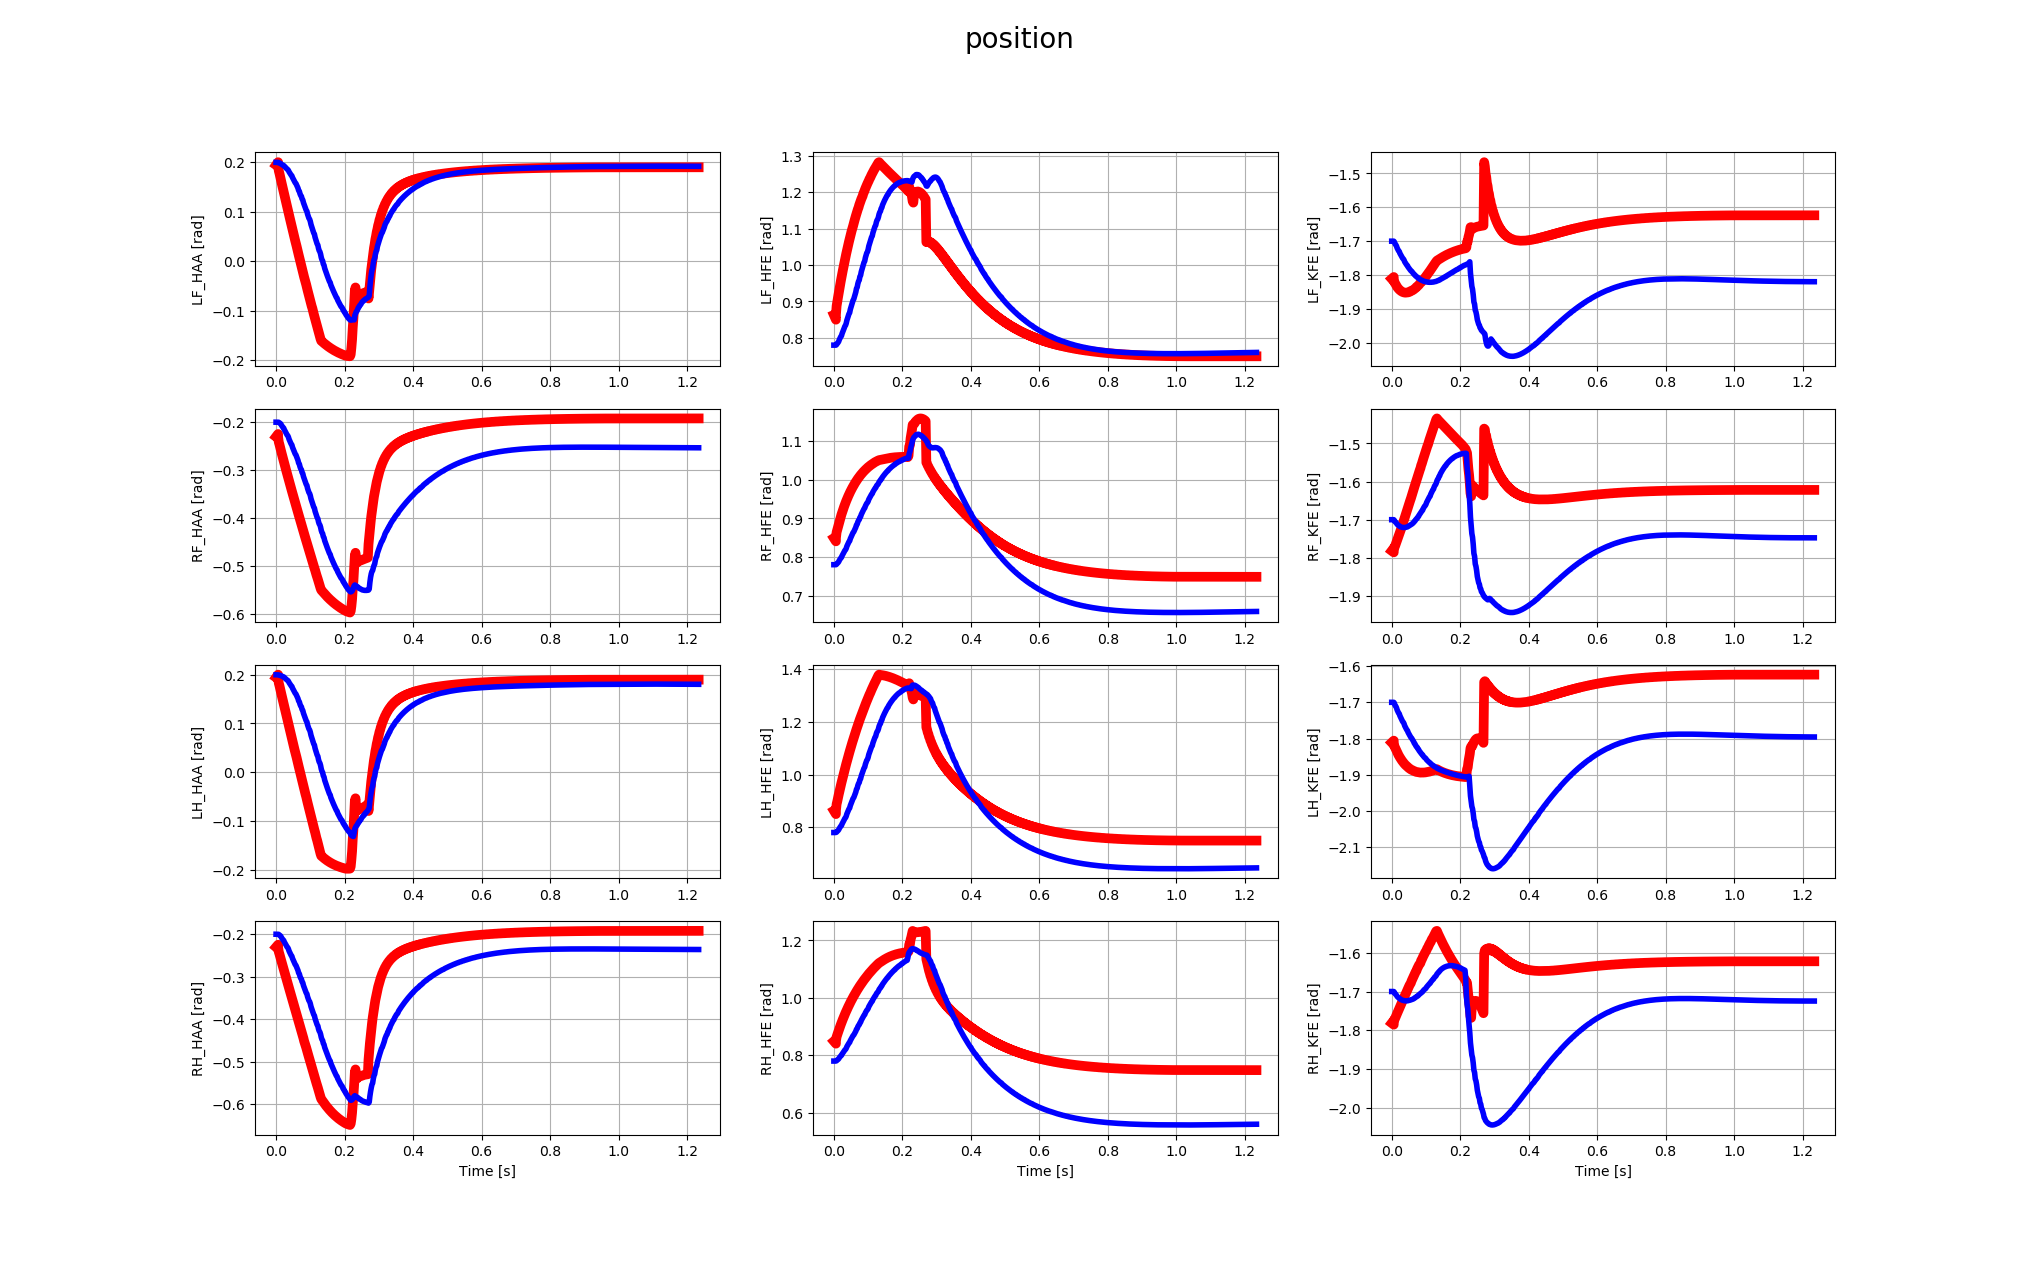 position
LF_HAA [rad]
0.2
0.1
0.0
−0.1
−0.2
0.0 0.2 0.4 0.6 0.8 1.0 1.2
LF_HFE [rad]
1.3
1.2
1.1
1.0
0.9
0.8
0.0 0.2 0.4 0.6 0.8 1.0 1.2
LF_KFE [rad]
−1.5
−1.6
−1.7
−1.8
−1.9
−2.0
0.0 0.2 0.4 0.6 0.8 1.0 1.2
RF_HAA [rad]
−0.2
−0.3
−0.4
−0.5
−0.6
0.0 0.2 0.4 0.6 0.8 1.0 1.2
RF_HFE [rad]
1.1
1.0
0.9
0.8
0.7
0.0 0.2 0.4 0.6 0.8 1.0 1.2
RF_KFE [rad]
−1.5
−1.6
−1.7
−1.8
−1.9
0.0 0.2 0.4 0.6 0.8 1.0 1.2
LH_HAA [rad]
0.2
0.1
0.0
−0.1
−0.2
0.0 0.2 0.4 0.6 0.8 1.0 1.2
LH_HFE [rad]
1.4
1.2
1.0
0.8
0.0 0.2 0.4 0.6 0.8 1.0 1.2
LH_KFE [rad]
−1.6
−1.7
−1.8
−1.9
−2.0
−2.1
0.0 0.2 0.4 0.6 0.8 1.0 1.2
RH_HAA [rad]
−0.2
−0.3
−0.4
−0.5
−0.6
0.0 0.2 0.4 0.6 0.8 1.0 1.2
Time [s]
RH_HFE [rad]
1.2
1.0
0.8
0.6
0.0 0.2 0.4 0.6 0.8 1.0 1.2
Time [s]
RH_KFE [rad]
−1.6
−1.7
−1.8
−1.9
−2.0
0.0 0.2 0.4 0.6 0.8 1.0 1.2
Time [s]